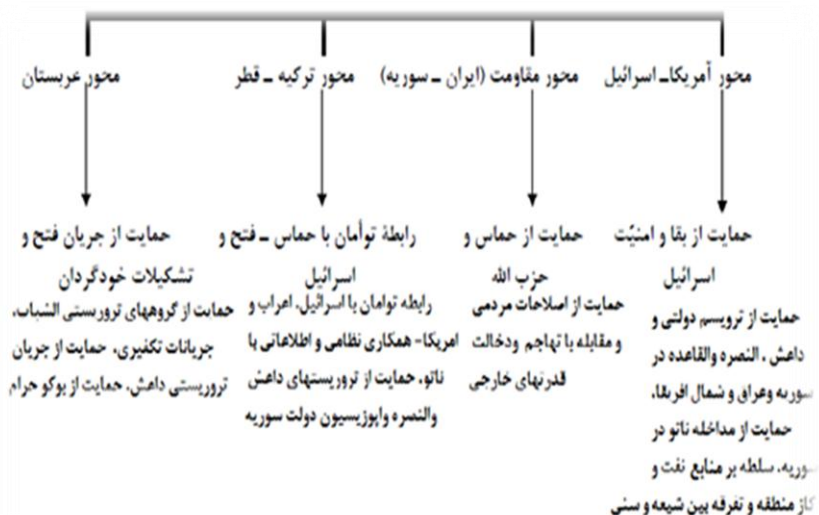 محور آمریکاـ اسرائیل
محور مقاومت (ایران ـ سوریه)
محور ترکیه ـ قطر
محور عربستان
حمایت از بقا و امنیّت
اسرائیل
حمایت از ترویسم دولتی و
داعش . النصره والقاعده در
سوریه وعراق و شمال افریقا.
حمایت از مداخله ناتو در
سوریه. سلطه بر منابع نفت و
گاز منطقه و تفرقه بین شیعه و سنی
حمایت از حماس و
حزب الله
حمایت از اصلاحات مردمی
و مقابله با تهاجم ودخالت
قدرتهای خارجی
رابطۀ توأمان با حماس ـ فتح و
اسرائیل
رابطه توامان با اسرائیل. اعراب و
امریکا- همکاری نظامی و اطلاعاتی با
ناتو. حمایت از تروریستهای داعش
والنصره واپوزیسیون دولت سوریه
حمایت از جریان فتح و
تشکیلات خودگردان
حمایت از گروههای تروریستی الشباب.
جریانات تکفیری. حمایت از جریان
تروریستی داعش. حمایت از بوکو حرام